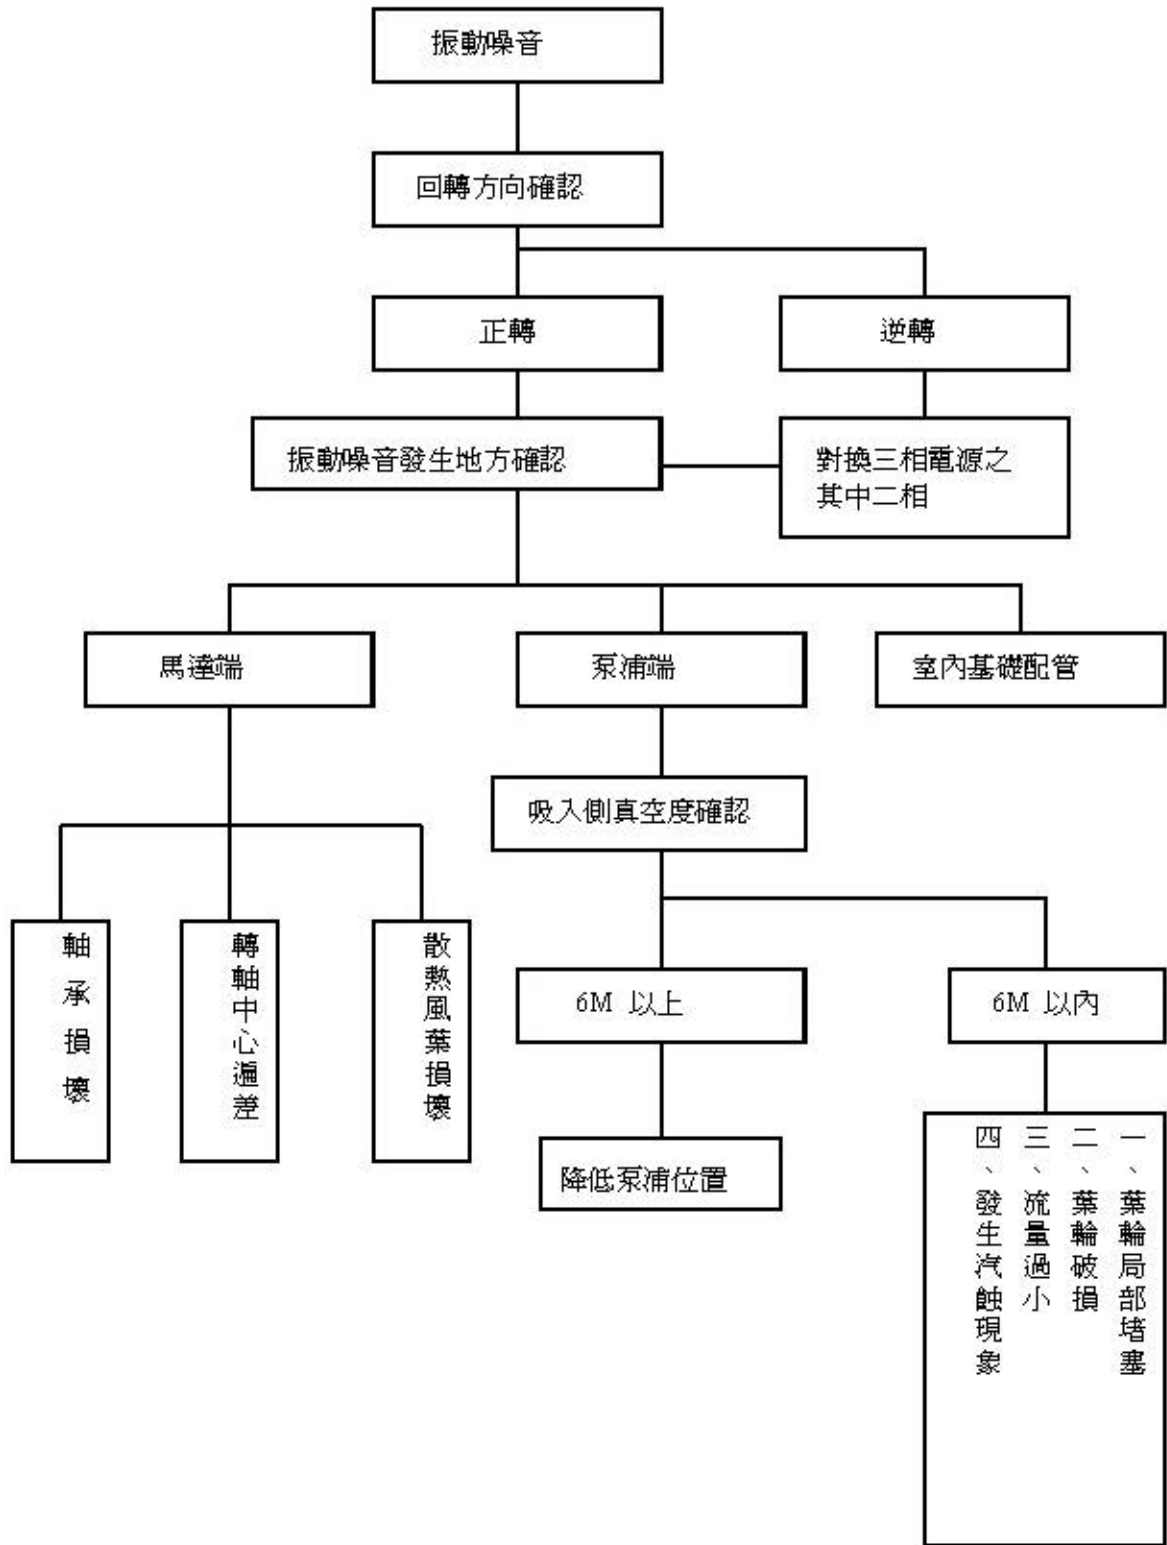 振動噪音
回轉方向確認
正轉
逆轉
振動噪音發生地方確認
對換三相電源之
其中二相
馬達端
泵浦端
室內基礎配管
吸入側真空度確認
軸承損壞
轉軸中心遍差
散熱風葉損壞
6M 以上
6M 以內
降低泵浦位置
一、葉輪局部堵塞
二、葉輪破損
三、流量過小
四、發生汽蝕現象